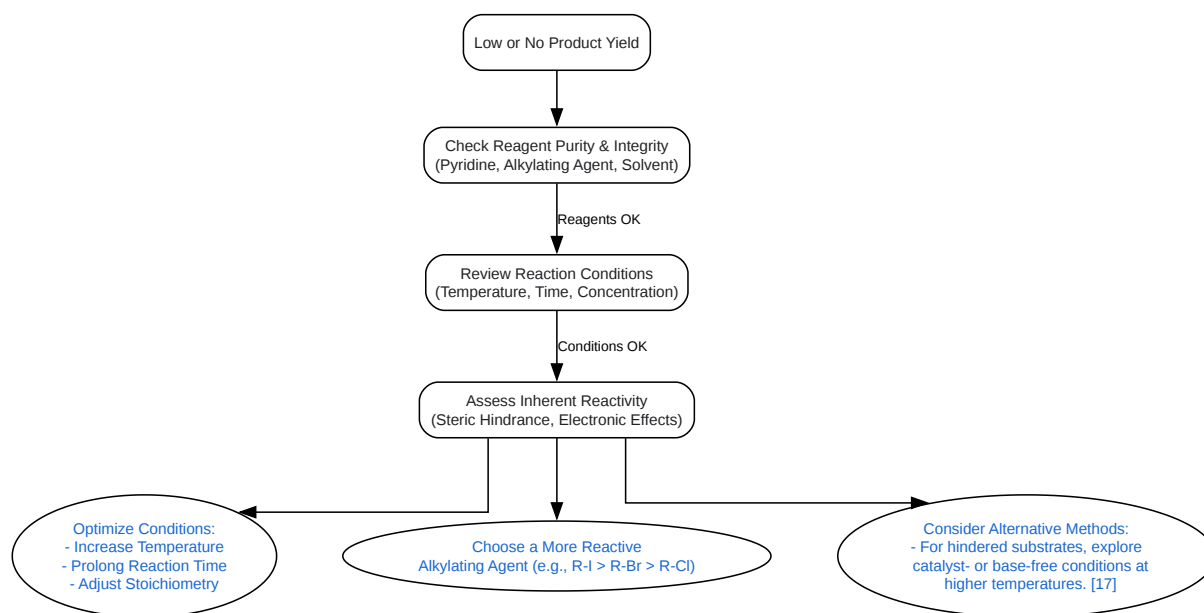 Low or No Product Yield
Check Reagent Purity & Integrity
(Pyridine, Alkylating Agent, Solvent)
Reagents OK
Review Reaction Conditions
(Temperature, Time, Concentration)
Conditions OK
Assess Inherent Reactivity
(Steric Hindrance, Electronic Effects)
Optimize Conditions:
- Increase Temperature
- Prolong Reaction Time
- Adjust Stoichiometry
Choose a More Reactive
Alkylating Agent (e.g., R-I > R-Br > R-Cl)
Consider Alternative Methods:
- For hindered substrates, explore
catalyst- or base-free conditions at
higher temperatures. [17]